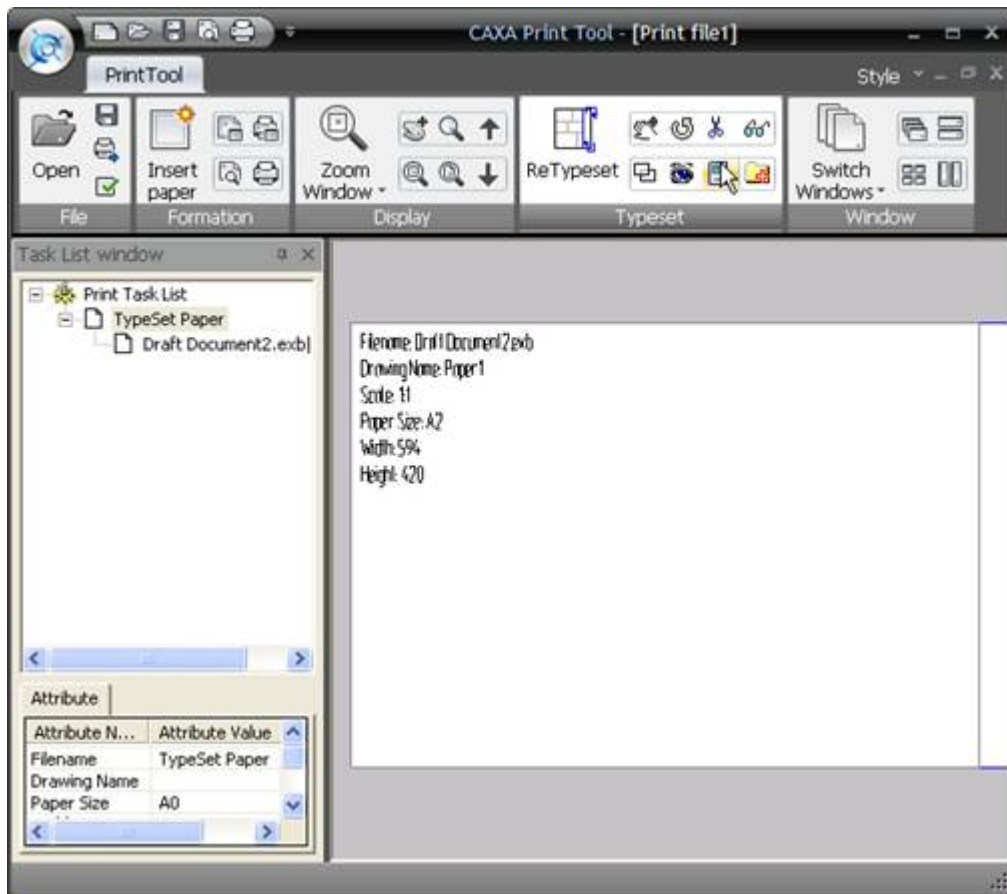 CAXA Print Tool - [Print file1]
PrintTool
Style
Open
Insert paper
Zoom Window
ReTypeset
Switch Windows
File
Formation
Display
Typeset
Window
Task List window
Print Task List
TypeSet Paper
Draft Document2.exb
Filename: Draft Document2.exb
Drawing Name: Paper1
Scale: 1:1
Paper Size: A2
Width: 594
Height: 420
Attribute
Attribute N... Attribute Value
Filename TypeSet Paper
Drawing Name
Paper Size A0